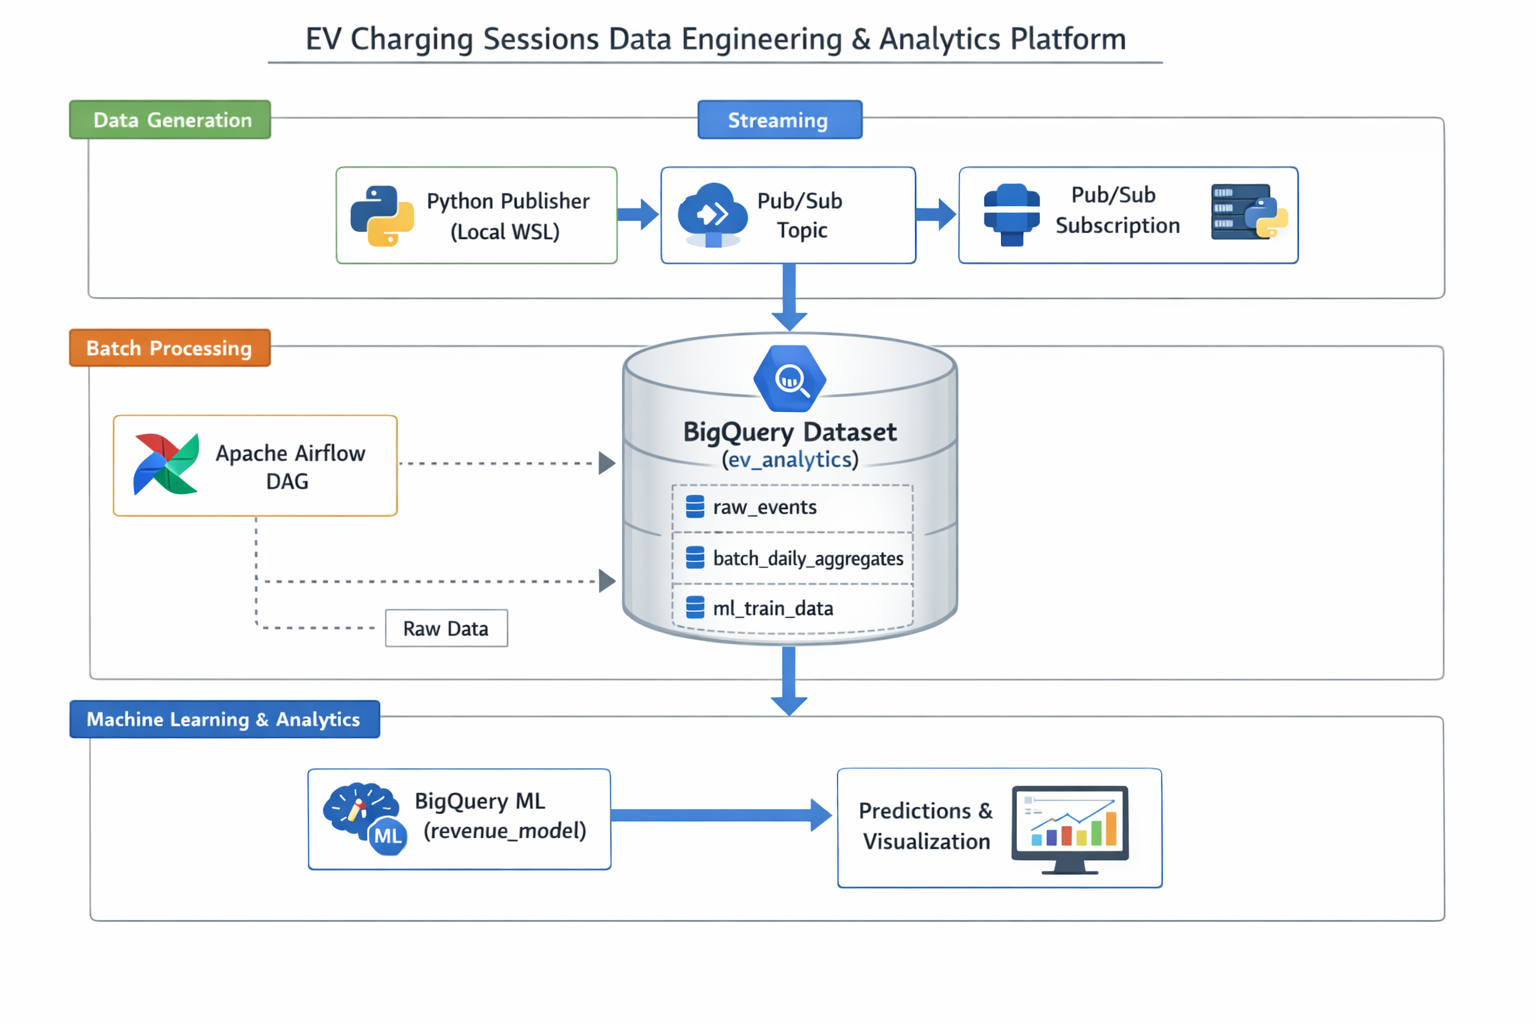 EV Charging Sessions Data Engineering & Analytics Platform
Data Generation
Streaming
Python Publisher
(Local WSL)
Pub/Sub
Topic
Pub/Sub
Subscription
Batch Processing
Apache Airflow
DAG
Raw Data
BigQuery Dataset
(ev_analytics)
raw_events
batch_daily_aggregates
ml_train_data
Machine Learning & Analytics
BigQuery ML
(revenue_model)
ML
Predictions &
Visualization